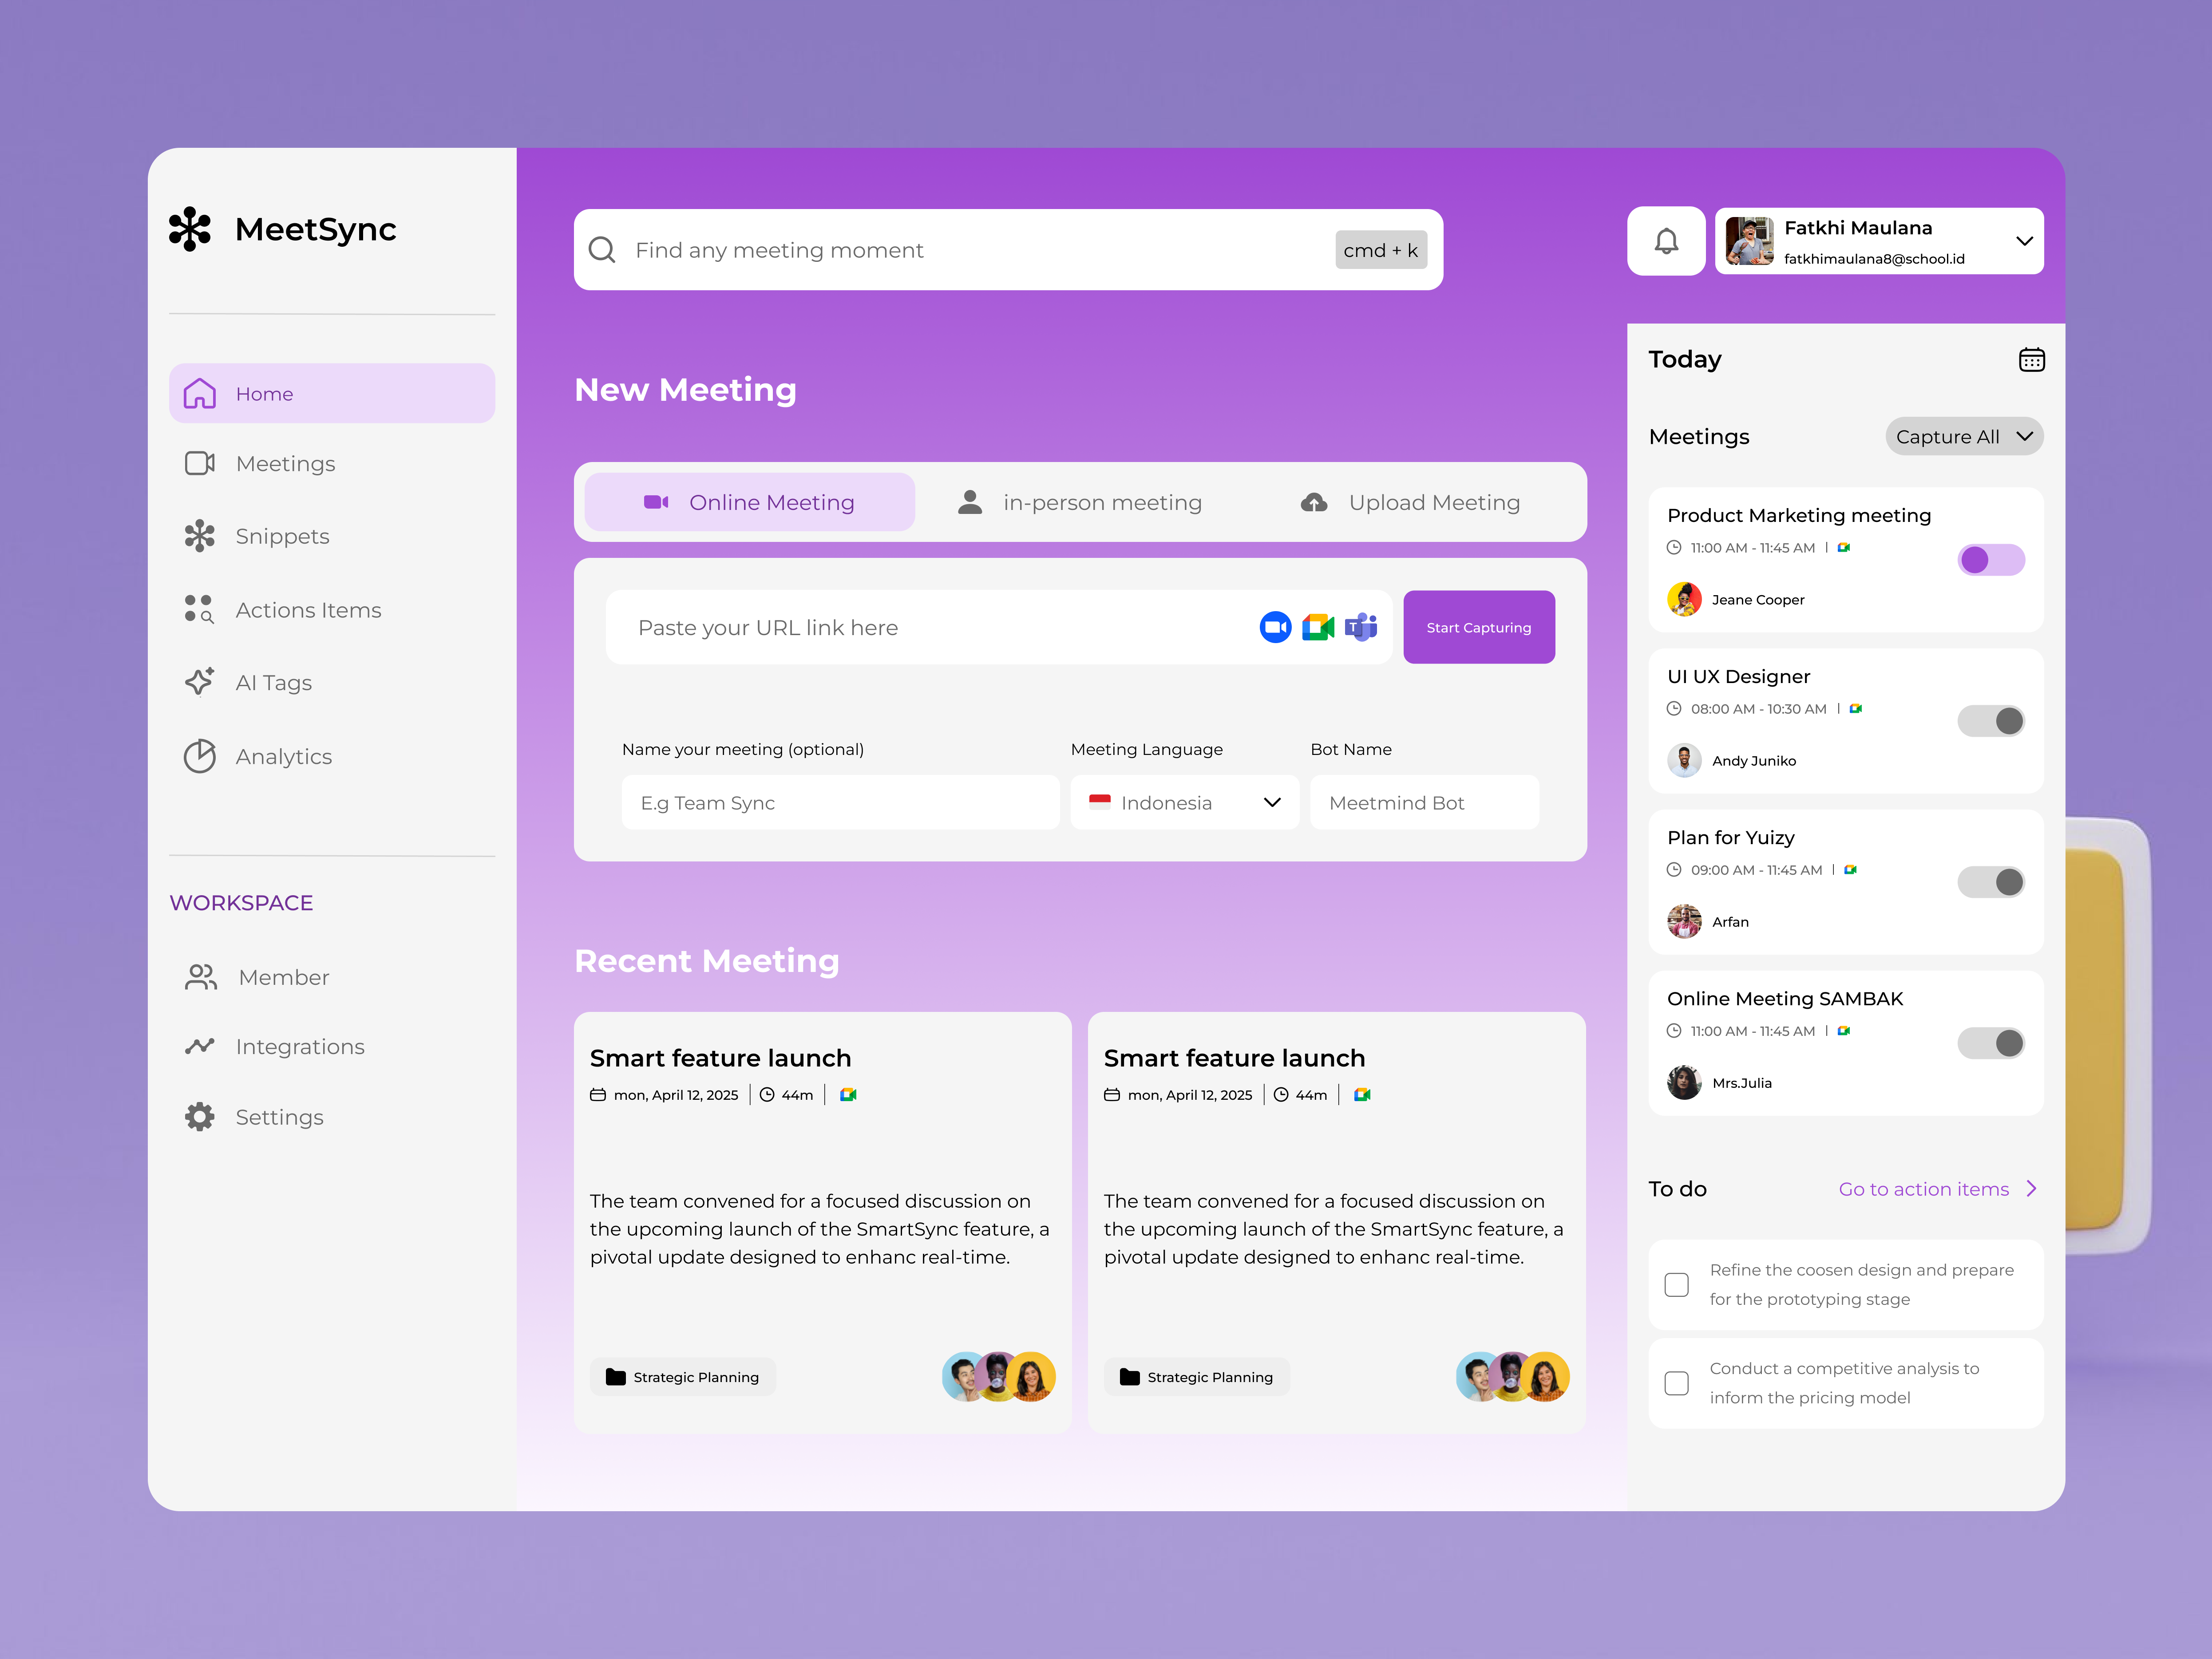 MeetSync
Home
Meetings
Snippets
Actions Items
AI Tags
Analytics
WORKSPACE
Member
Integrations
Settings
Find any meeting moment
cmd + k
Fatkhi Maulana
fatkhimaulana8@school.id
New Meeting
Online Meeting
in-person meeting
Upload Meeting
Paste your URL link here
T
Start Capturing
Name your meeting (optional)
Meeting Language
Bot Name
E.g Team Sync
Indonesia
Meetmind Bot
Recent Meeting
Smart feature launch
mon, April 12, 2025
44m
The team convened for a focused discussion on
the upcoming launch of the SmartSync feature, a
pivotal update designed to enhanc real-time.
Strategic Planning
Smart feature launch
mon, April 12, 2025
44m
The team convened for a focused discussion on
the upcoming launch of the SmartSync feature, a
pivotal update designed to enhanc real-time.
Strategic Planning
Today
Meetings
Capture All
Product Marketing meeting
11:00 AM - 11:45 AM
Jeane Cooper
UI UX Designer
08:00 AM - 10:30 AM
Andy Juniko
Plan for Yuizy
09:00 AM - 11:45 AM
Arfan
Online Meeting SAMBAK
11:00 AM - 11:45 AM
Mrs.Julia
To do
Go to action items
Refine the coosen design and prepare
for the prototyping stage
Conduct a competitive analysis to
inform the pricing model